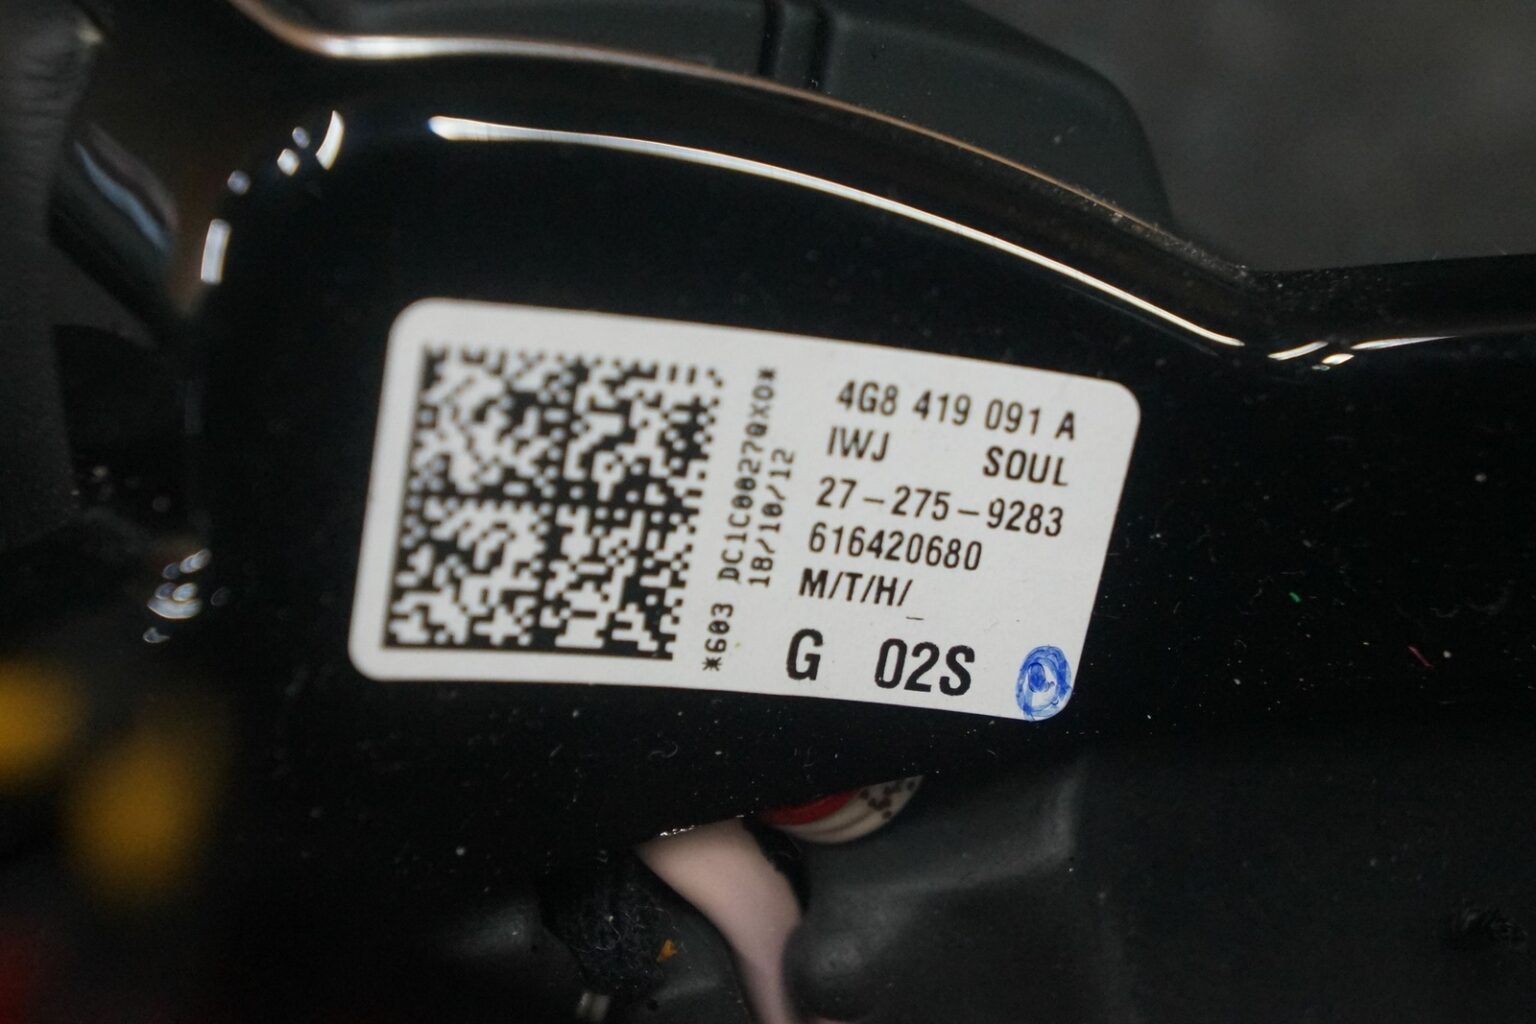 4G8 419 091 A
IWJ SOUL
27-275-9283
616420680
M/T/H/_
G 02S
*603 DC1C00270X0*
18/10/12